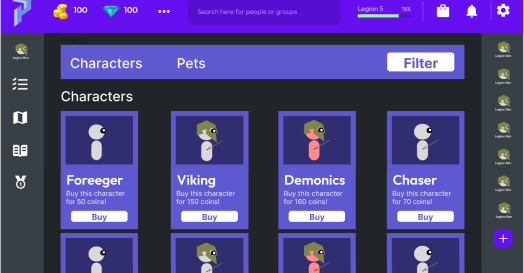 100
100
Search here for people or groups
Legion 5
78%
Legion Ben
Characters
Pets
Filter
Characters
Foreeger
Buy this character
for 50 coins!
Buy
Viking
Buy this character
for 150 coins!
Buy
Demonics
Buy this character
for 160 coins!
Buy
Chaser
Buy this character
for 70 coins!
Buy
Legion Ben
Legion Ben
Legion Ben
Legion Ben
Legion Ben
Legion Ben
Legion Ben